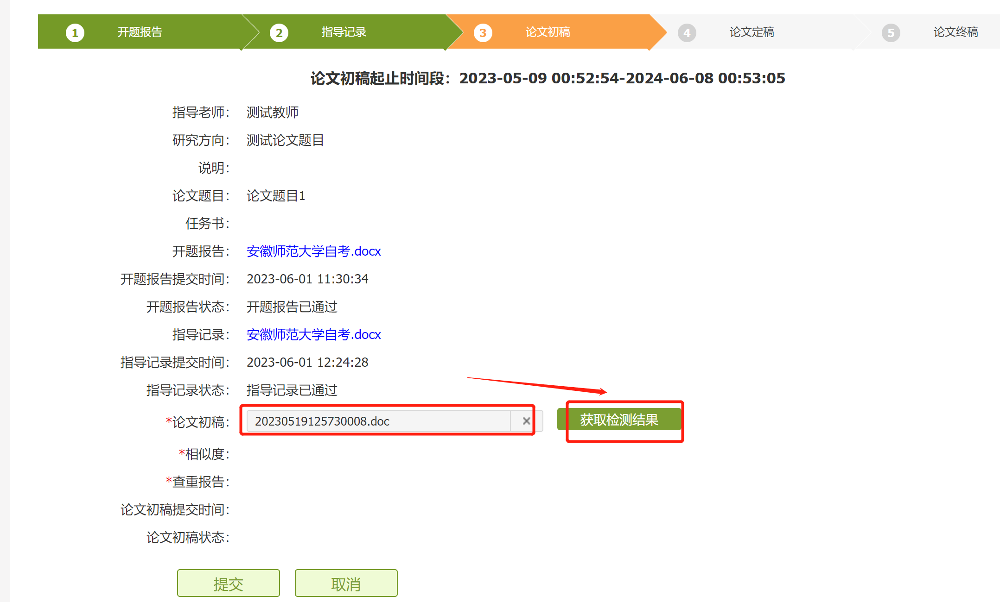 1 开题报告 2 指导记录 3 论文初稿 4 论文定稿 5 论文终稿
论文初稿起止时间段：2023-05-09 00:52:54-2024-06-08 00:53:05
指导老师： 测试教师
研究方向： 测试论文题目
说明：
论文题目： 论文题目1
任务书：
开题报告： 安徽师范大学自考.docx
开题报告提交时间： 2023-06-01 11:30:34
开题报告状态： 开题报告已通过
指导记录： 安徽师范大学自考.docx
指导记录提交时间： 2023-06-01 12:24:28
指导记录状态： 指导记录已通过
*论文初稿： 20230519125730008.doc × 获取检测结果
*相似度：
*查重报告：
论文初稿提交时间：
论文初稿状态：
提交 取消